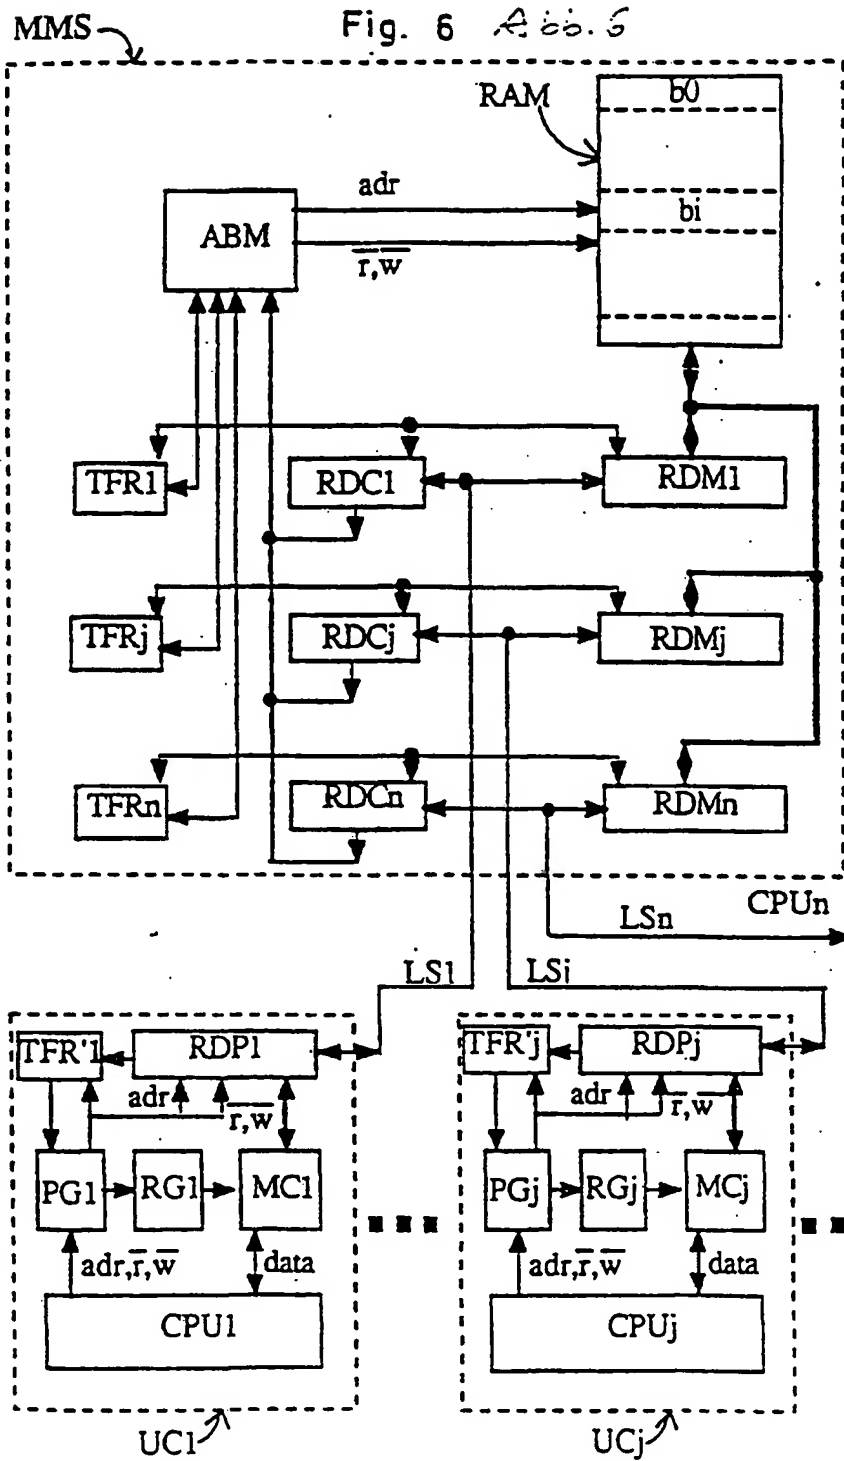 MMS
Fig. 6 Abb. 6
RAM
b0
adr
bi
ABM
r̅,w̅
TFR1
RDC1
RDM1
TFRj
RDCj
RDMj
TFRn
RDCn
RDMn
CPUn
LSn
LS1
LSj
TFR'1
RDP1
TFR'j
RDPj
adr
r̅,w̅
adr
r̅,w̅
PG1
RG1
MC1
PGj
RGj
MCj
adr,r̅,w̅
data
adr,r̅,w̅
data
CPU1
CPUj
UC1
UCj